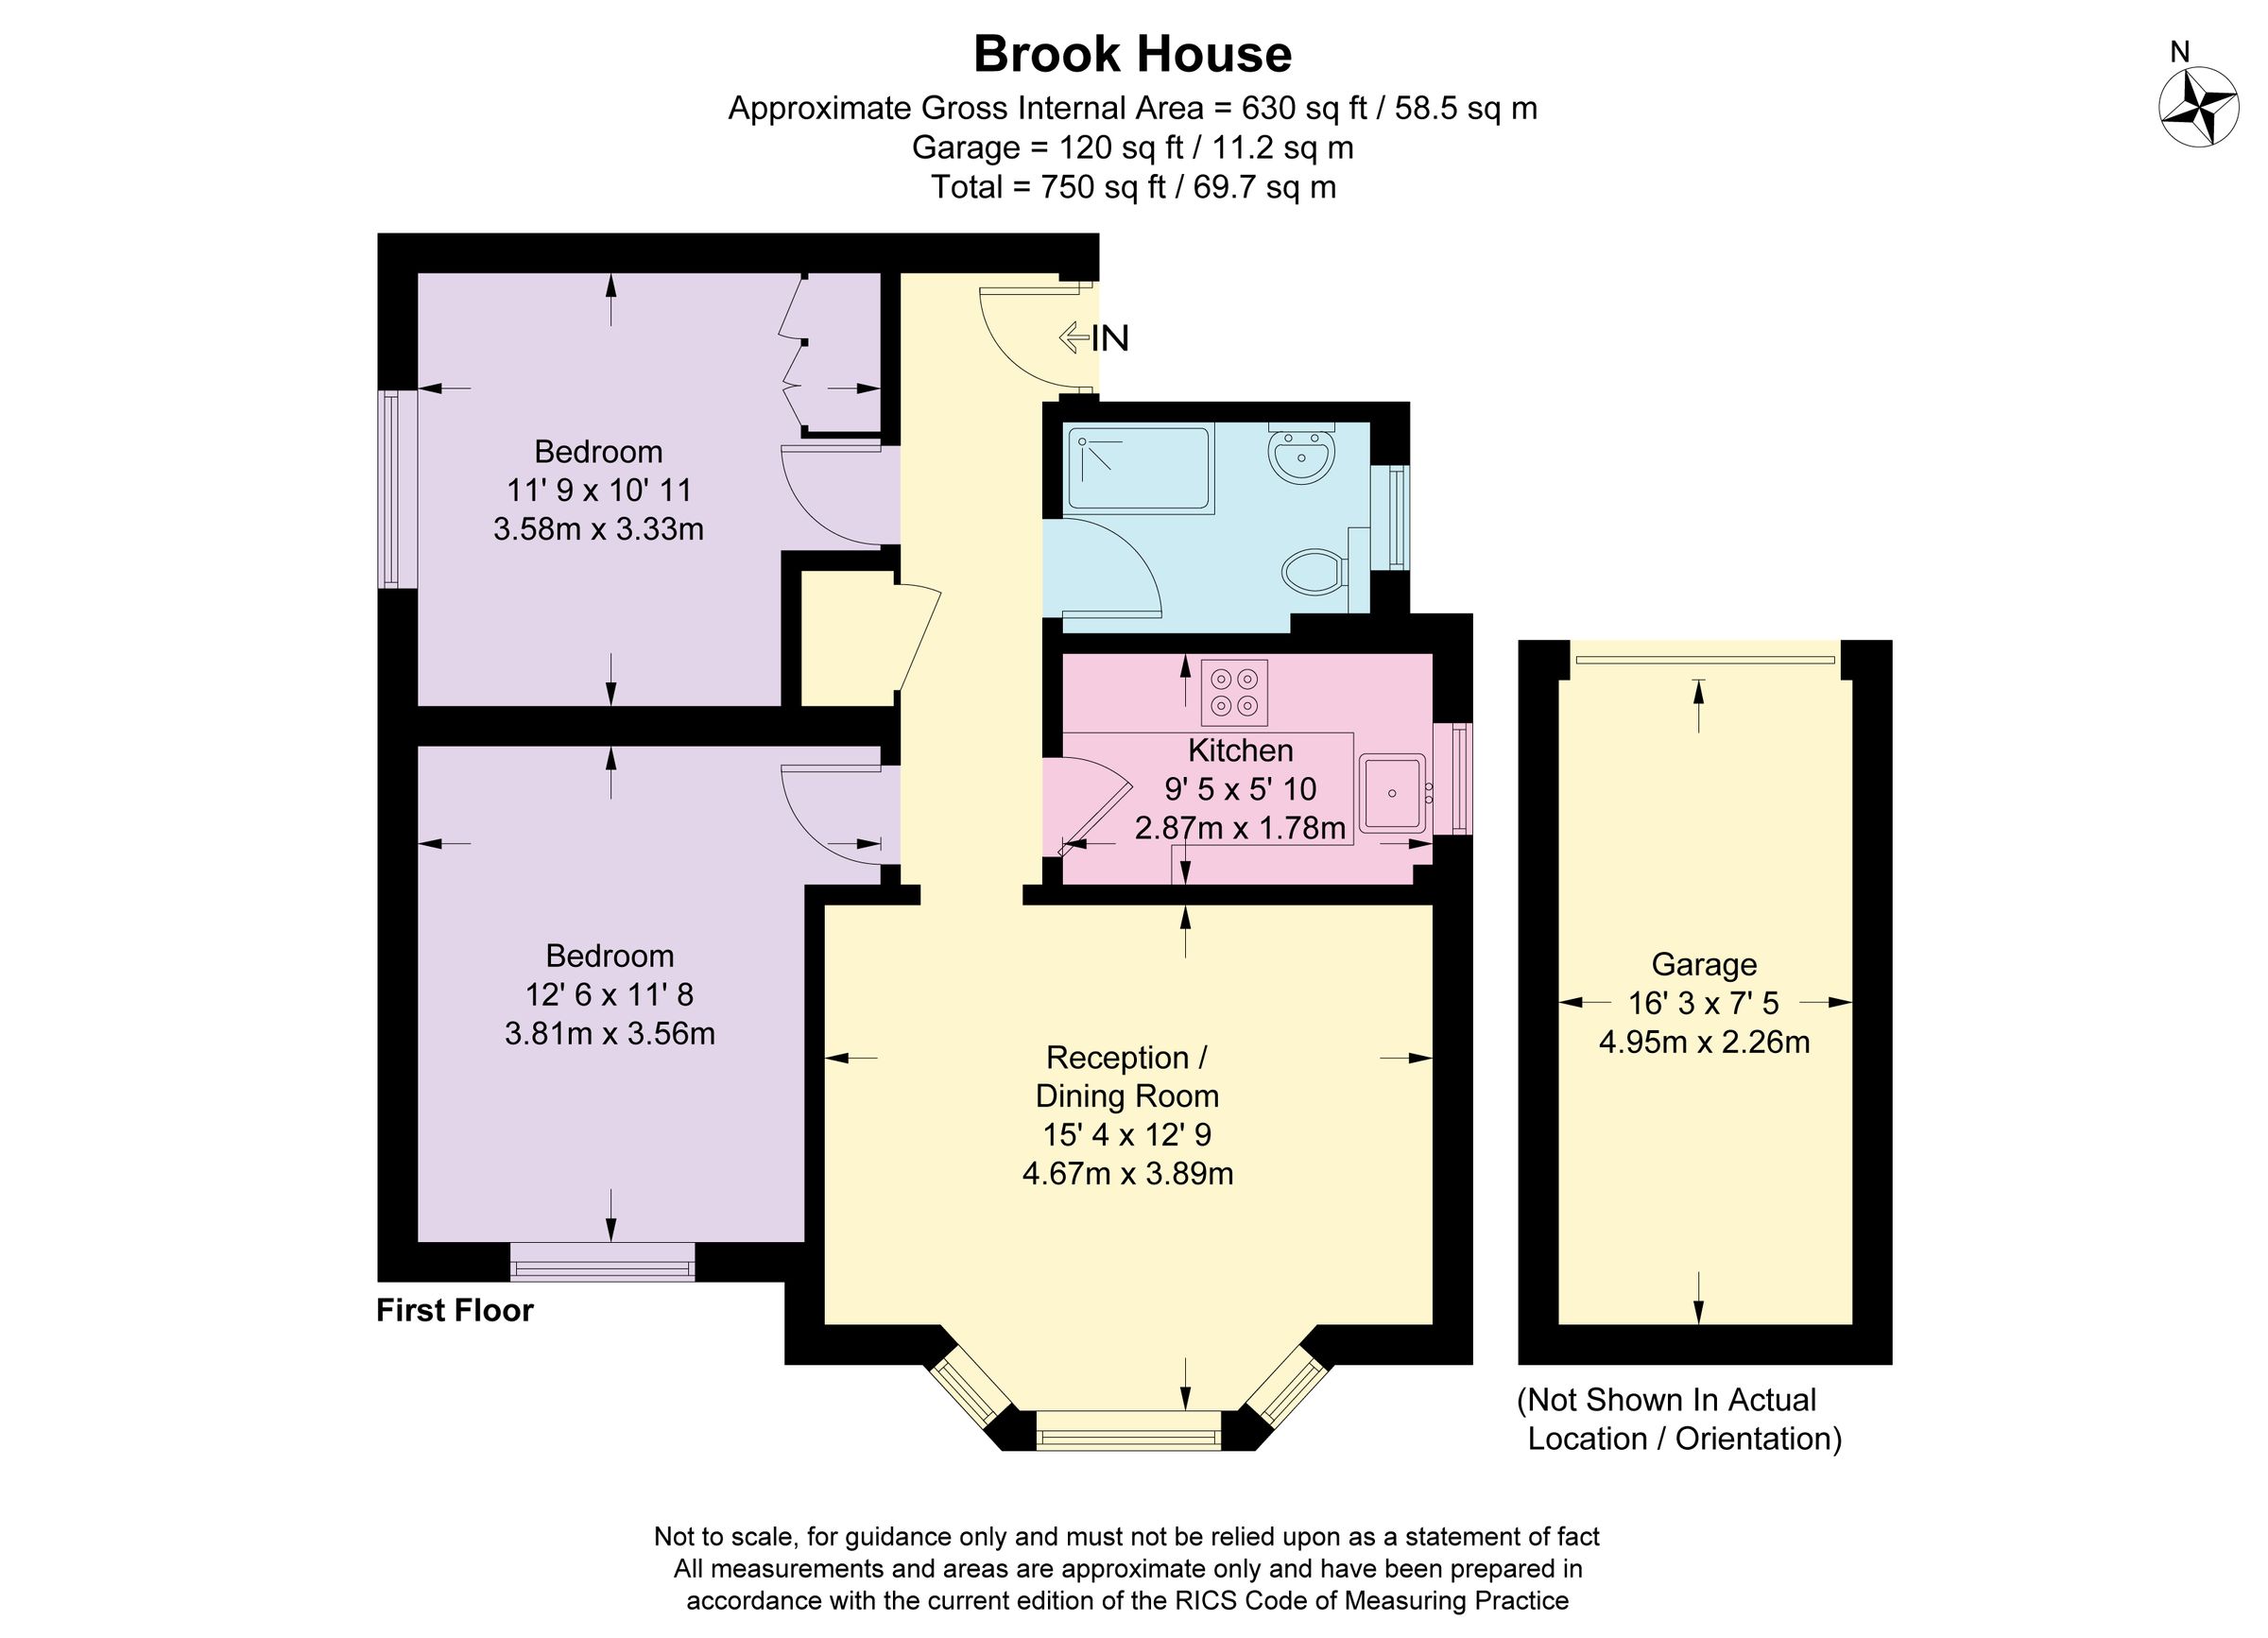 Brook House
Approximate Gross Internal Area = 630 sq ft / 58.5 sq m
Garage = 120 sq ft / 11.2 sq m
Total = 750 sq ft / 69.7 sq m
N
IN
Bedroom
11' 9 x 10' 11
3.58m x 3.33m
Kitchen
9' 5 x 5' 10
2.87m x 1.78m
Bedroom
12' 6 x 11' 8
3.81m x 3.56m
Reception /
Dining Room
15' 4 x 12' 9
4.67m x 3.89m
Garage
16' 3 x 7' 5
4.95m x 2.26m
First Floor
(Not Shown In Actual
Location / Orientation)
Not to scale, for guidance only and must not be relied upon as a statement of fact
All measurements and areas are approximate only and have been prepared in
accordance with the current edition of the RICS Code of Measuring Practice